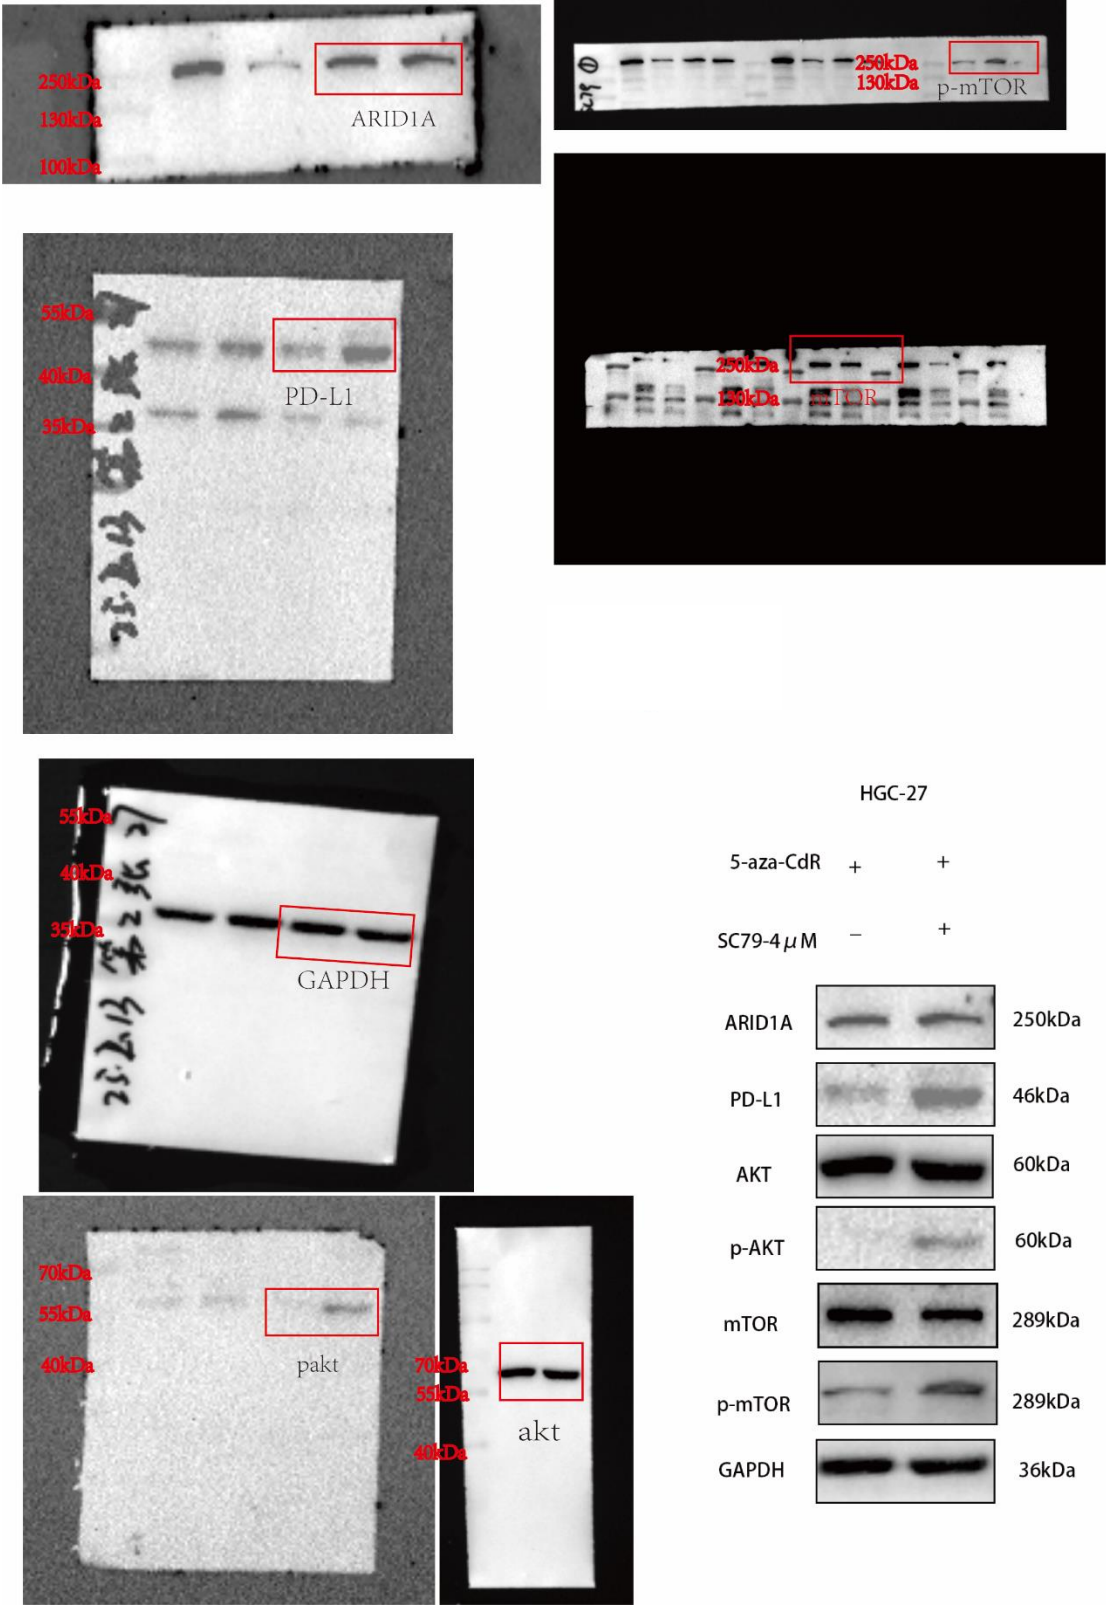 250kDa
130kDa
100kDa
ARID1A
250kDa
130kDa
p-mTOR
55kDa
40kDa
35kDa
PD-L1
250kDa
130kDa
mTOR
55kDa
40kDa
35kDa
GAPDH
70kDa
55kDa
40kDa
pakt
70kDa
55kDa
40kDa
akt
HGC-27
5-aza-CdR + +
SC79-4μM − +
ARID1A 250kDa
PD-L1 46kDa
AKT 60kDa
p-AKT 60kDa
mTOR 289kDa
p-mTOR 289kDa
GAPDH 36kDa